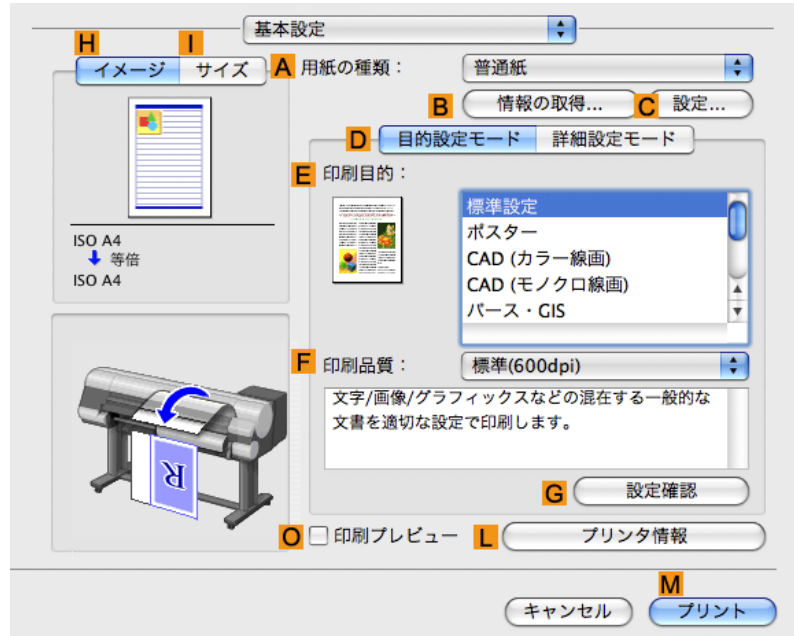 基本設定
H
I
イメージ
サイズ
A
用紙の種類：
普通紙
B
情報の取得...
C
設定...
D
目的設定モード
詳細設定モード
E
印刷目的：
標準設定
ポスター
CAD (カラー線画)
CAD (モノクロ線画)
パース・GIS
ISO A4
等倍
ISO A4
F
印刷品質：
標準(600dpi)
文字/画像/グラフィックスなどの混在する一般的な
文書を適切な設定で印刷します。
R
G
設定確認
O
印刷プレビュー
L
プリンタ情報
M
キャンセル
プリント